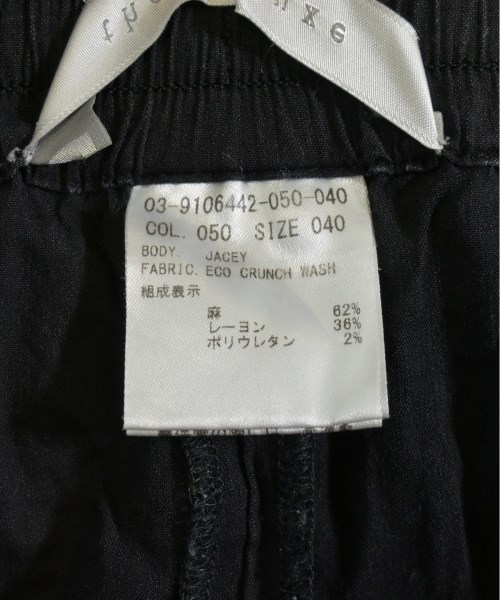 03-9106442-050-040
COL. 050 SIZE 040
BODY. JACEY
FABRIC. ECO CRUNCH WASH
組成表示
麻 62%
レーヨン 36%
ポリウレタン 2%